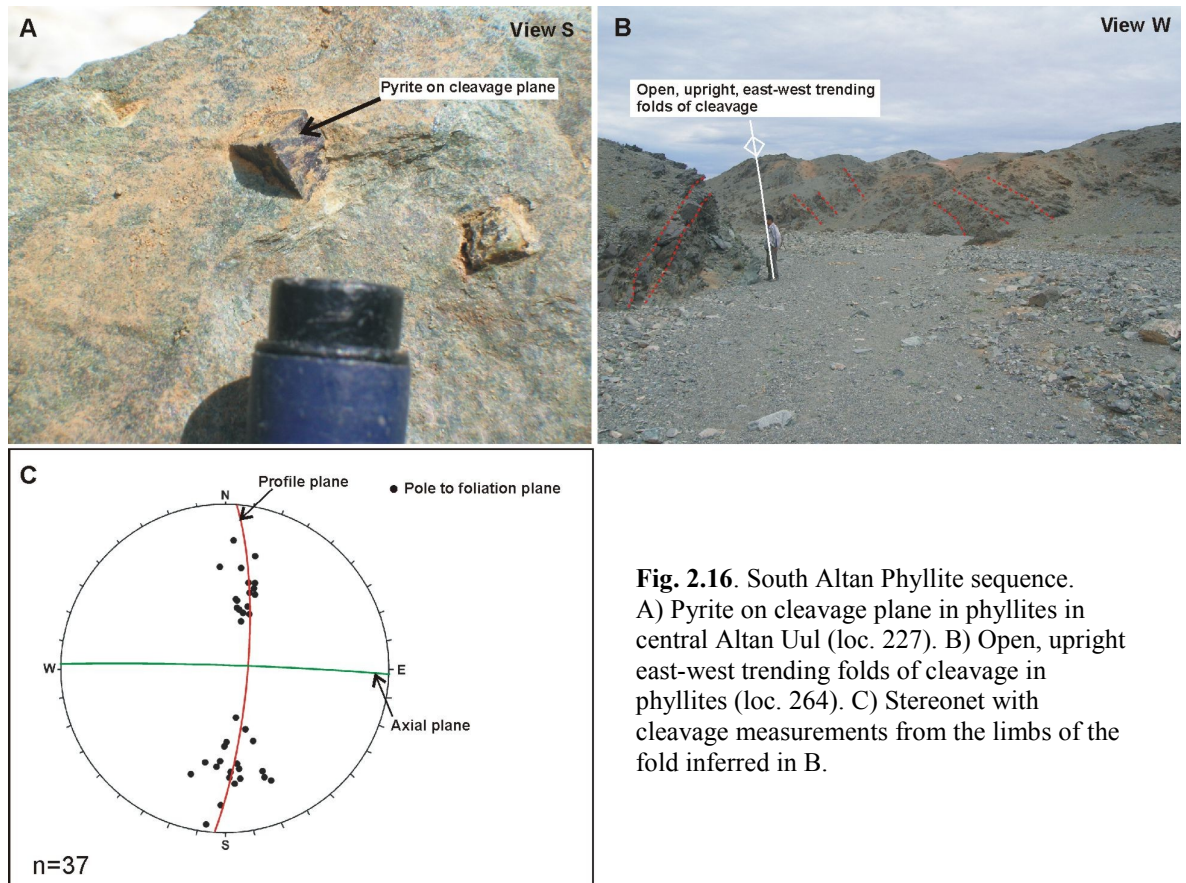 A
View S
Pyrite on cleavage plane
B
View W
Open, upright, east-west trending
folds of cleavage
C
Profile plane
● Pole to foliation plane
N
W
E
S
Axial plane
n=37
Fig. 2.16. South Altan Phyllite sequence.
A) Pyrite on cleavage plane in phyllites in
central Altan Uul (loc. 227). B) Open, upright
east-west trending folds of cleavage in
phyllites (loc. 264). C) Stereonet with
cleavage measurements from the limbs of the
fold inferred in B.